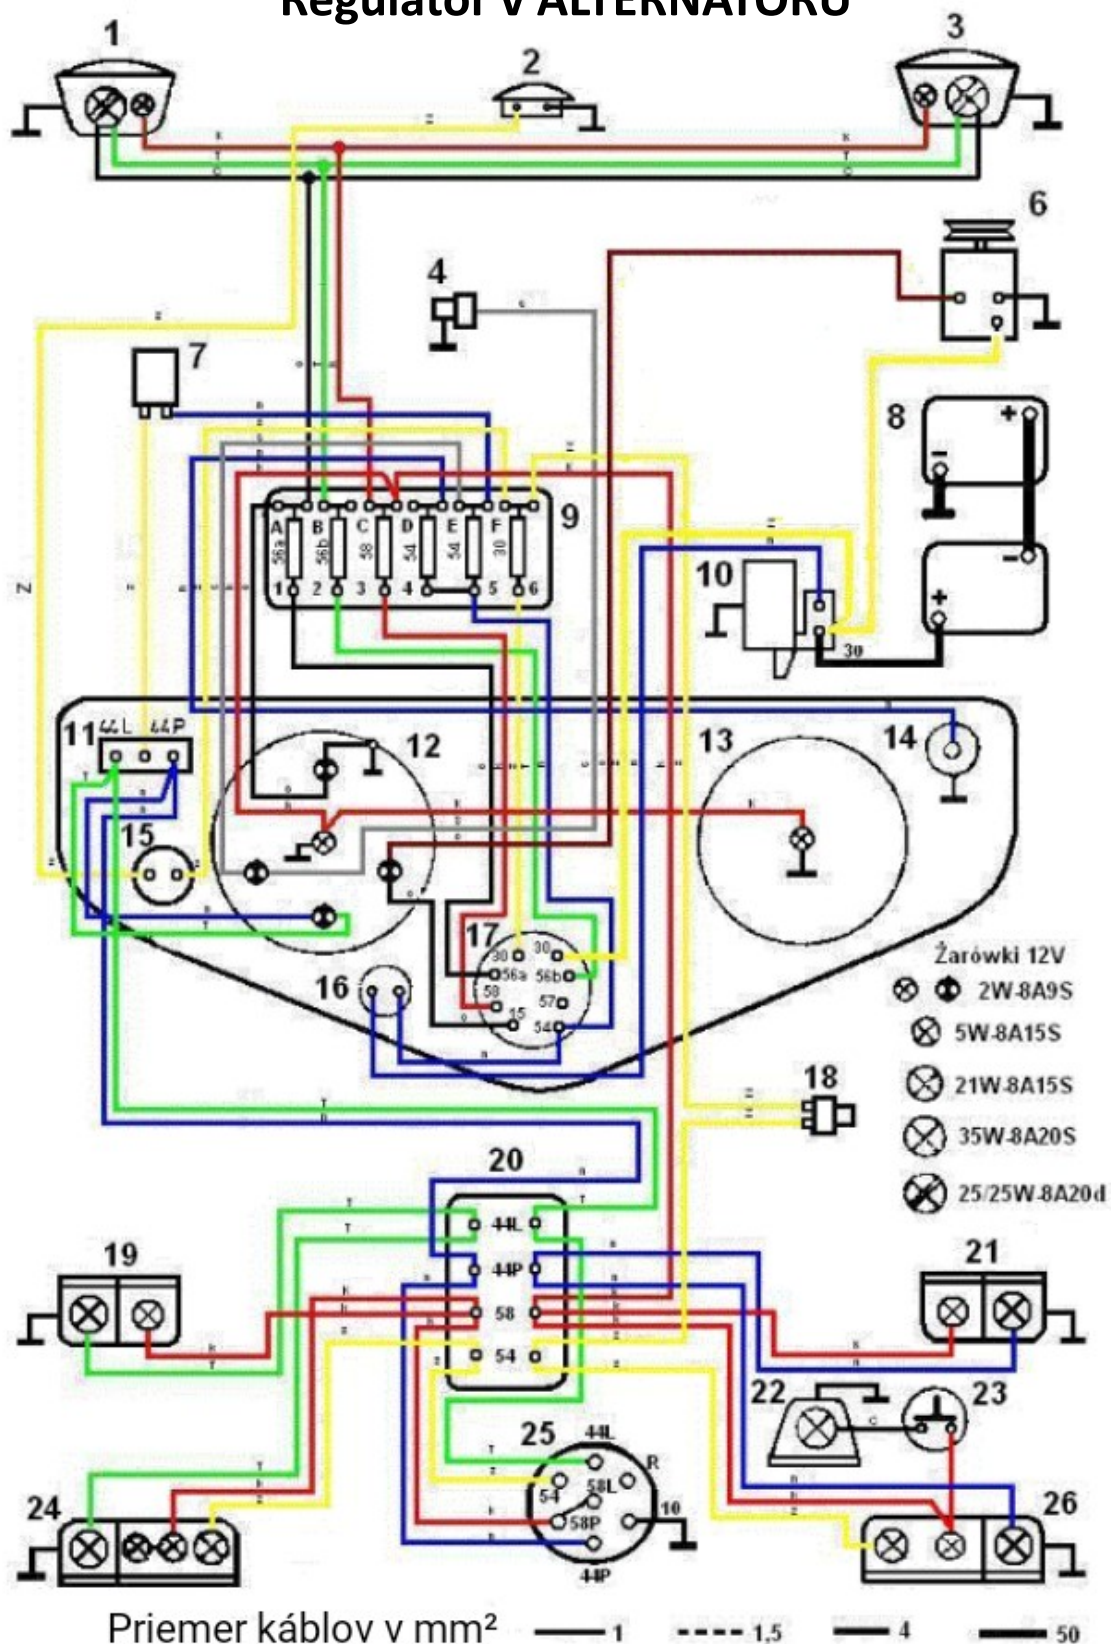 Regulátor V ALTERNÁTORU
1
2
3
4
6
7
8
+
-
-
+
9
A B C D E F
56a 56b 58 54 54 30
1 2 3 4 5 6
10
30
11 44L 44P
12
13
14
15
16
17
30 30
56a 56b
58 57
15 54
Żarówki 12V
2W-8A9S
5W-8A15S
21W-8A15S
35W-8A20S
25/25W-8A20d
18
Z
20
44L
44P
58
54
19
21
22
23
C
24
25
44L
R
54
58L
58P
10
44P
26
Priemer káblov v mm² 1 1,5 4 50